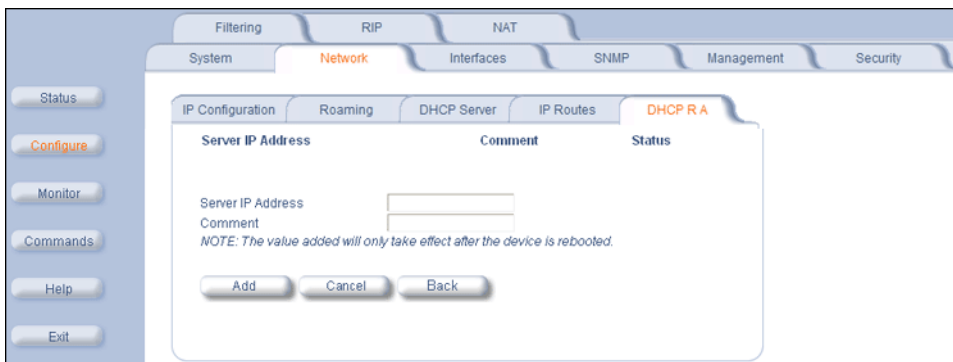 Filtering RIP NAT
System Network Interfaces SNMP Management Security
Status
Configure
Monitor
Commands
Help
Exit
IP Configuration Roaming DHCP Server IP Routes DHCP R A
Server IP Address Comment Status
Server IP Address
Comment
NOTE: The value added will only take effect after the device is rebooted.
Add Cancel Back